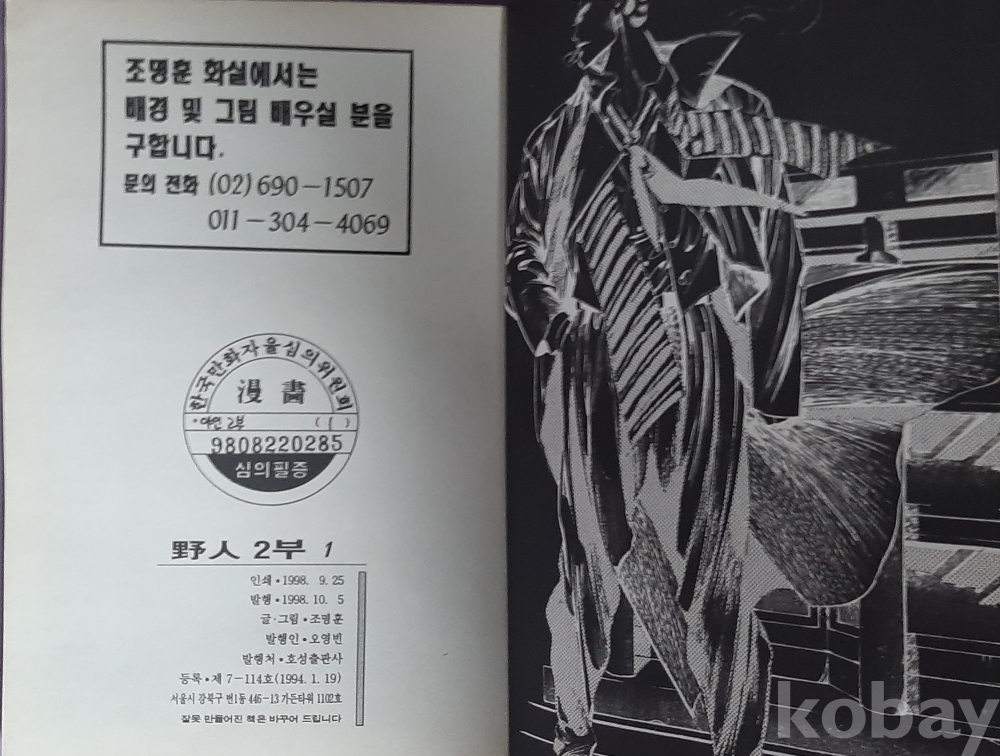 조명훈 화실에서는
배경 및 그림 배우실 분을
구합니다.
문의 전화 (02) 690-1507
011-304-4069
한국만화자율심의위원회
漫畵
•야인 2부 (1)
9808220285
심의필증
野人 2부 1
인쇄•1998. 9. 25
발행•1998. 10. 5
글·그림•조명훈
발행인•오영빈
발행처•호성출판사
등록•제 7-114호(1994. 1. 19)
서울시 강북구 번1동 446-13 가든타워 1102호
잘못 만들어진 책은 바꾸어 드립니다
kobay